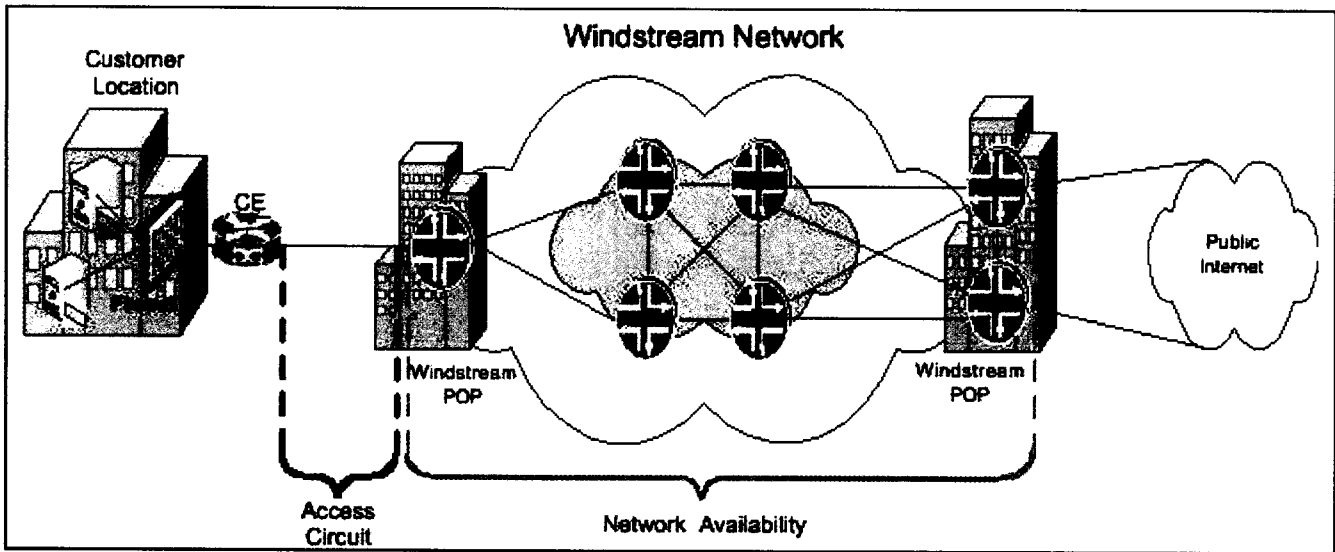 Windstream Network
Customer
Location
CE
Public
Internet
Windstream
POP
Windstream
POP
Access
Circuit
Network Availability